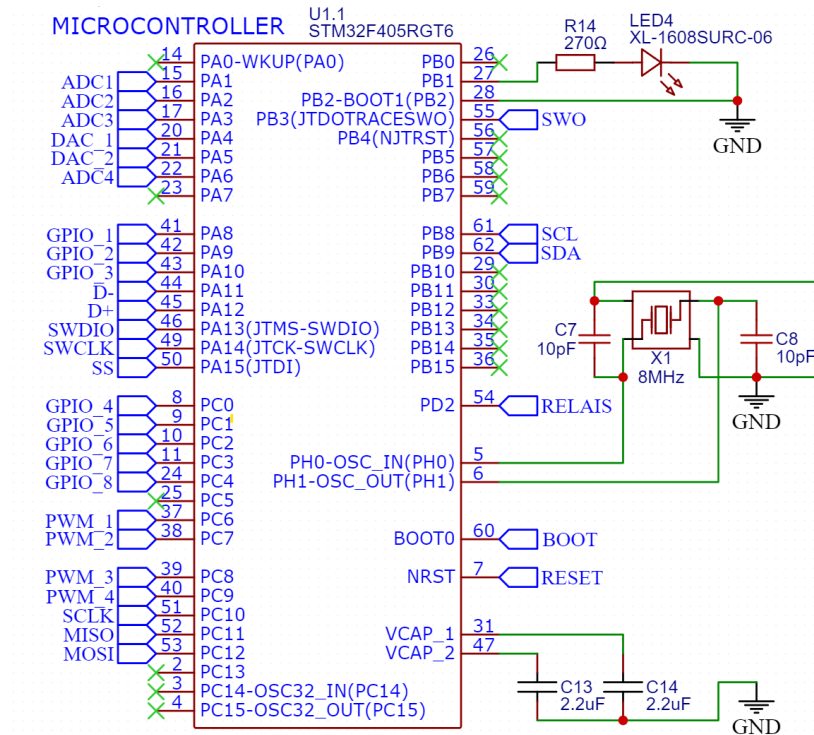 MICROCONTROLLER
U1.1
STM32F405RGT6
14 PA0-WKUP(PA0)
ADC1 15 PA1
ADC2 16 PA2
ADC3 17 PA3
DAC_1 20 PA4
DAC_2 21 PA5
ADC4 22 PA6
23 PA7
GPIO_1 41 PA8
GPIO_2 42 PA9
GPIO_3 43 PA10
D- 44 PA11
D+ 45 PA12
SWDIO 46 PA13(JTMS-SWDIO)
SWCLK 49 PA14(JTCK-SWCLK)
SS 50 PA15(JTDI)
GPIO_4 8 PC0
GPIO_5 9 PC1
GPIO_6 10 PC2
GPIO_7 11 PC3
GPIO_8 24 PC4
25 PC5
PWM_1 37 PC6
PWM_2 38 PC7
PWM_3 39 PC8
PWM_4 40 PC9
SCLK 51 PC10
MISO 52 PC11
MOSI 53 PC12
2 PC13
3 PC14-OSC32_IN(PC14)
4 PC15-OSC32_OUT(PC15)
PB0 26
PB1 27
PB2-BOOT1(PB2) 28
PB3(JTDOTRACESWO) 55 SWO
PB4(NJTRST) 56
PB5 57
PB6 58
PB7 59
PB8 61 SCL
PB9 62 SDA
PB10 29
PB11 30
PB12 33
PB13 34
PB14 35
PB15 36
PD2 54 RELAIS
PH0-OSC_IN(PH0) 5
PH1-OSC_OUT(PH1) 6
BOOT0 60 BOOT
NRST 7 RESET
VCAP_1 31
VCAP_2 47
R14
270Ω
LED4
XL-1608SURC-06
GND
C7
10pF
X1
8MHz
C8
10pF
GND
C13
2.2uF
C14
2.2uF
GND